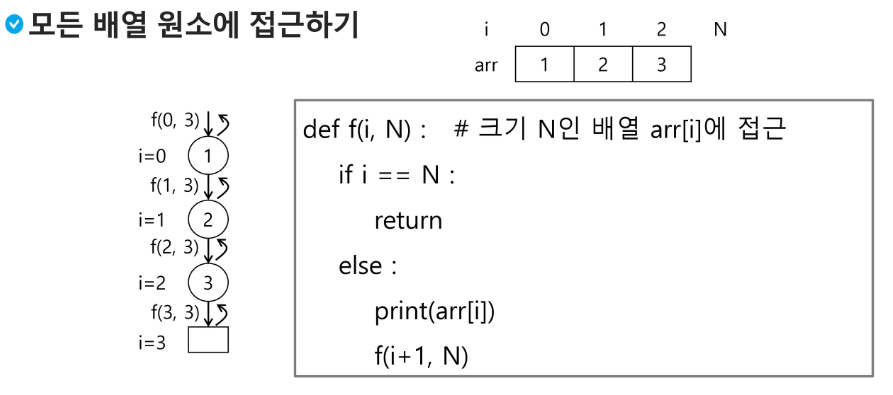 모든 배열 원소에 접근하기
i 0 1 2 N
arr 1 2 3
f(0, 3)
i=0 1
f(1, 3)
i=1 2
f(2, 3)
i=2 3
f(3, 3)
i=3
def f(i, N) : # 크기 N인 배열 arr[i]에 접근
if i == N :
return
else :
print(arr[i])
f(i+1, N)